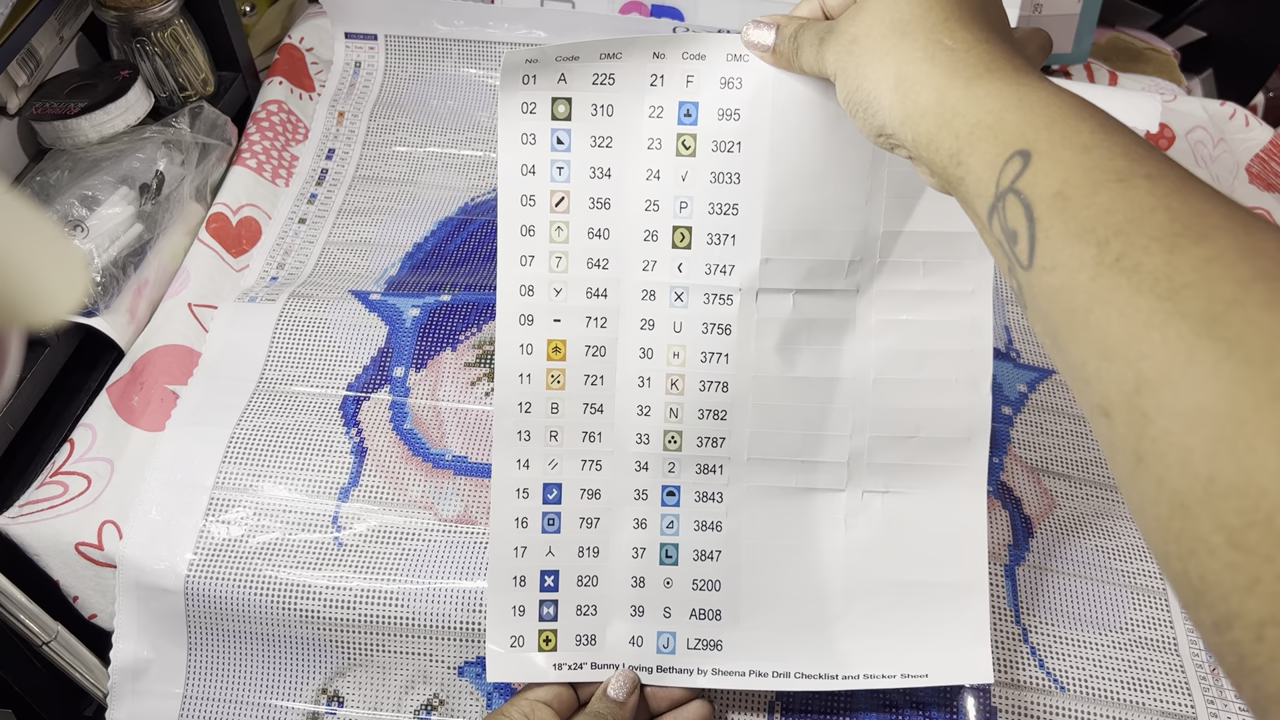 No. Code DMC No. Code DMC
01 A 225 21 F 963
02 310 22 995
03 322 23 3021
04 T 334 24 √ 3033
05 356 25 P 3325
06 ↑ 640 26 3371
07 7 642 27 3747
08 Y 644 28 X 3755
09 - 712 29 U 3756
10 720 30 H 3771
11 721 31 K 3778
12 B 754 32 N 3782
13 R 761 33 3787
14 775 34 2 3841
15 796 35 3843
16 797 36 3846
17 819 37 L 3847
18 X 820 38 5200
19 823 39 S AB08
20 938 40 J LZ996
18"x24" Bunny Loving Bethany by Sheena Pike Drill Checklist and Sticker Sheet